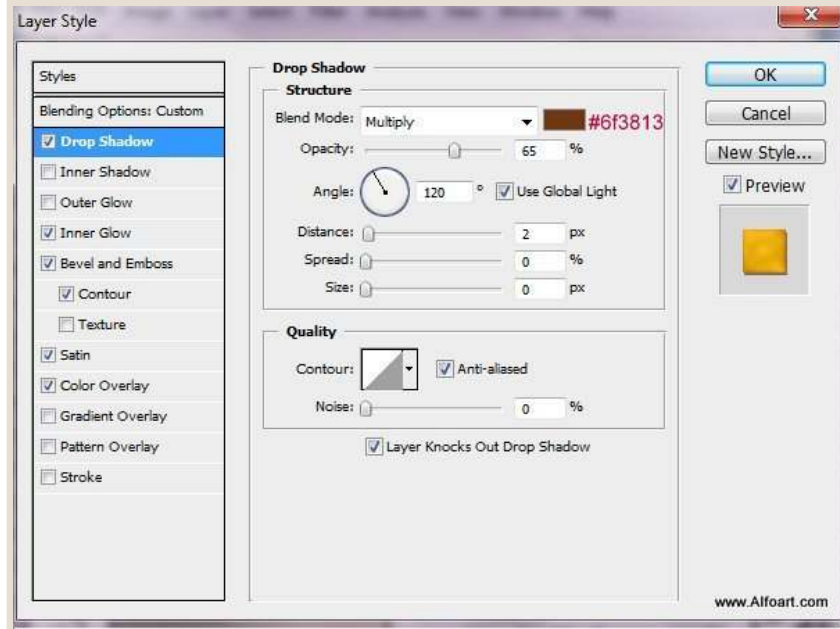 Layer Style
Styles
Blending Options: Custom
Drop Shadow
Inner Shadow
Outer Glow
Inner Glow
Bevel and Emboss
Contour
Texture
Satin
Color Overlay
Gradient Overlay
Pattern Overlay
Stroke
Drop Shadow
Structure
Blend Mode: Multiply #6f3813
Opacity: 65 %
Angle: 120 ° Use Global Light
Distance: 2 px
Spread: 0 %
Size: 0 px
Quality
Contour: Anti-aliased
Noise: 0 %
Layer Knocks Out Drop Shadow
OK
Cancel
New Style...
Preview
www.Alfoart.com